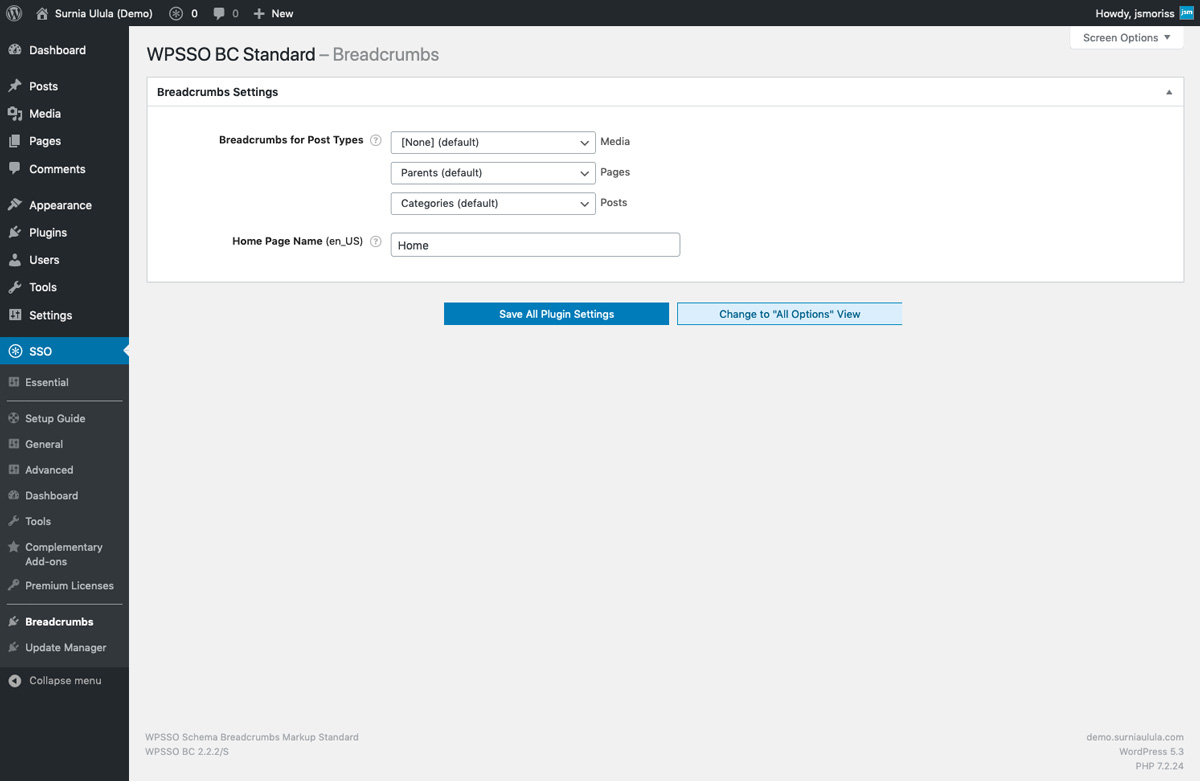 Surnia Ulula (Demo) 0 0 New Howdy, jsmoriss jsm
Screen Options
Dashboard
Posts
Media
Pages
Comments
Appearance
Plugins
Users
Tools
Settings
SSO
Essential
Setup Guide
General
Advanced
Dashboard
Tools
Complementary
Add-ons
Premium Licenses
Breadcrumbs
Update Manager
Collapse menu
WPSSO BC Standard – Breadcrumbs
Breadcrumbs Settings
Breadcrumbs for Post Types ? [None] (default) Media
Parents (default) Pages
Categories (default) Posts
Home Page Name (en_US) ? Home
Save All Plugin Settings Change to "All Options" View
WPSSO Schema Breadcrumbs Markup Standard
WPSSO BC 2.2.2/S
demo.surniaulula.com
WordPress 5.3
PHP 7.2.24